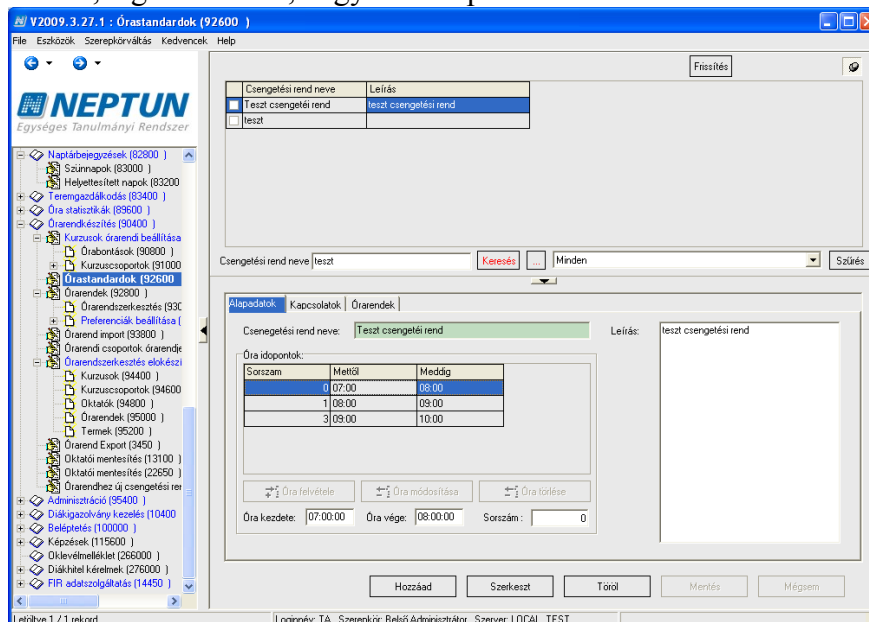 V2009.3.27.1 : Órastandardok (92600 )
File Eszközök Szerepkörváltás Kedvencek Help
NEPTUN
Egységes Tanulmányi Rendszer
Naptárbejegyzések (82800 )
Szünnapok (83000 )
Helyettesített napok (83200
Teremgazdálkodás (83400 )
Óra statisztikák (89600 )
Órarendkészítés (90400 )
Kurzusok órarendi beállítása
Órabontások (90800 )
Kurzuscsoportok (91000
Órastandardok (92600
Órarendek (92800 )
Órarendszerkesztés (930
Preferenciák beállítása (
Órarend import (93800 )
Órarendi csoportok órarendje
Órarendszerkesztés elokészí
Kurzusok (94400 )
Kurzuscsoportok (94600
Oktatók (94800 )
Órarendek (95000 )
Termek (95200 )
Órarend Export (3450 )
Oktatói mentesítés (13100 )
Oktatói mentesítés (22650 )
Órarendhez új csengetési rer
Adminisztráció (95400 )
Diákigazolvány kezelés (10400
Beléptetés (100000 )
Képzések (115600 )
Oklevélmelléklet (266000 )
Diákhitel kérelmek (276000 )
FIR adatszolgáltatás (14450 )
Frissítés
Csengetési rend neve Leírás
Teszt csengetéi rend teszt csengetési rend
teszt
Csengetési rend neve teszt Keresés ... Minden Szűrés
Alapadatok Kapcsolatok Órarendek
Csenegetési rend neve: Teszt csengetéi rend Leírás: teszt csengetési rend
Óra idopontok:
Sorszam Mettől Meddig
0 07:00 08:00
1 08:00 09:00
3 09:00 10:00
Óra felvétele Óra módosítása Óra törlése
Óra kezdete: 07:00:00 Óra vége: 08:00:00 Sorszám : 0
Hozzáad Szerkeszt Töröl Mentés Mégsem
Letöltve 1 / 1 rekord Loginnév: TA Szerepkör: Belső Adminisztrátor Szerver: LOCAL_TEST